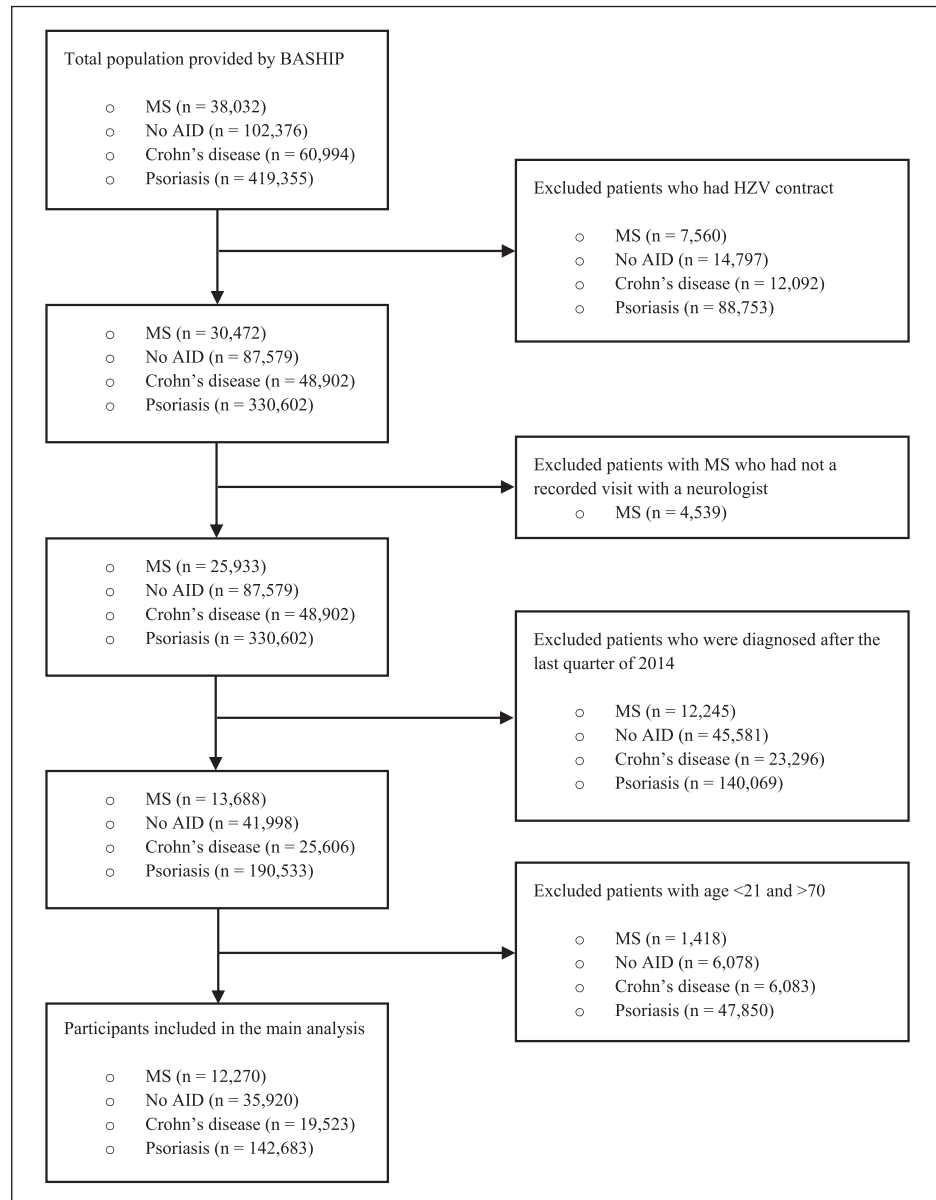 Total population provided by BASHIP
○ MS (n = 38,032)
○ No AID (n = 102,376)
○ Crohn’s disease (n = 60,994)
○ Psoriasis (n = 419,355)
Excluded patients who had HZV contract
○ MS (n = 7,560)
○ No AID (n = 14,797)
○ Crohn’s disease (n = 12,092)
○ Psoriasis (n = 88,753)
○ MS (n = 30,472)
○ No AID (n = 87,579)
○ Crohn’s disease (n = 48,902)
○ Psoriasis (n = 330,602)
Excluded patients with MS who had not a
recorded visit with a neurologist
○ MS (n = 4,539)
○ MS (n = 25,933)
○ No AID (n = 87,579)
○ Crohn’s disease (n = 48,902)
○ Psoriasis (n = 330,602)
Excluded patients who were diagnosed after the
last quarter of 2014
○ MS (n = 12,245)
○ No AID (n = 45,581)
○ Crohn’s disease (n = 23,296)
○ Psoriasis (n = 140,069)
○ MS (n = 13,688)
○ No AID (n = 41,998)
○ Crohn’s disease (n = 25,606)
○ Psoriasis (n = 190,533)
Excluded patients with age <21 and >70
○ MS (n = 1,418)
○ No AID (n = 6,078)
○ Crohn’s disease (n = 6,083)
○ Psoriasis (n = 47,850)
Participants included in the main analysis
○ MS (n = 12,270)
○ No AID (n = 35,920)
○ Crohn’s disease (n = 19,523)
○ Psoriasis (n = 142,683)